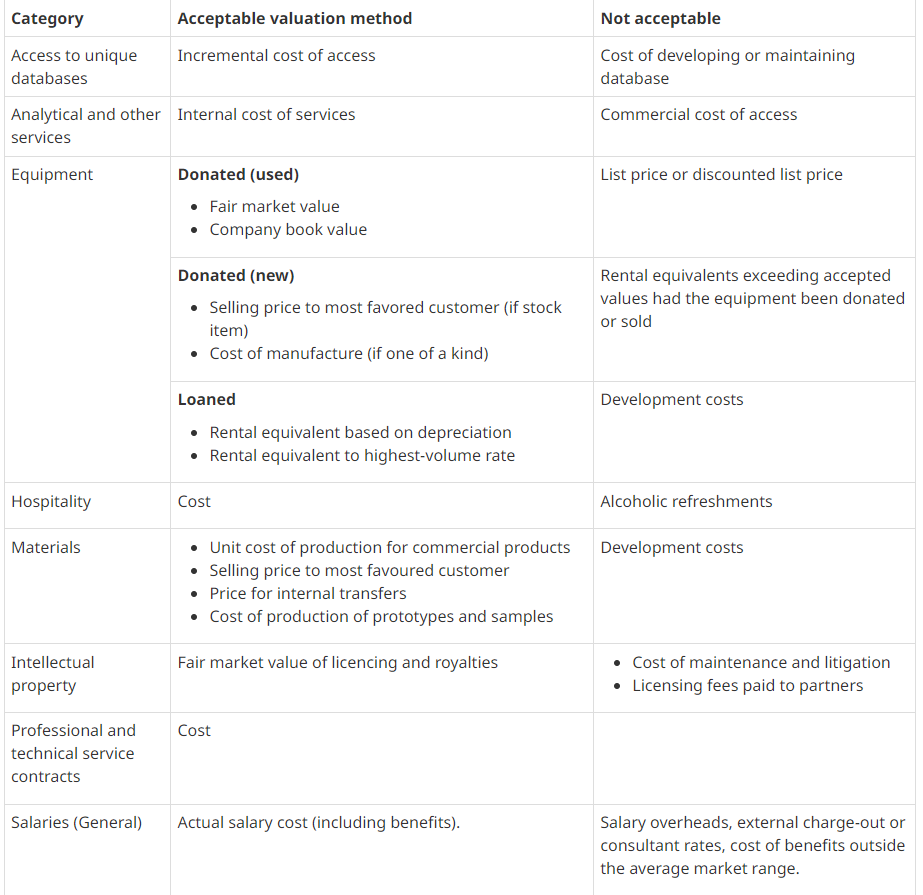 Category Acceptable valuation method Not acceptable
Access to unique databases Incremental cost of access Cost of developing or maintaining database
Analytical and other services Internal cost of services Commercial cost of access
Equipment Donated (used) List price or discounted list price
• Fair market value
• Company book value
Donated (new) Rental equivalents exceeding accepted values had the equipment been donated or sold
• Selling price to most favored customer (if stock item)
• Cost of manufacture (if one of a kind)
Loaned Development costs
• Rental equivalent based on depreciation
• Rental equivalent to highest-volume rate
Hospitality Cost Alcoholic refreshments
Materials • Unit cost of production for commercial products Development costs
• Selling price to most favoured customer
• Price for internal transfers
• Cost of production of prototypes and samples
Intellectual property Fair market value of licencing and royalties • Cost of maintenance and litigation
• Licensing fees paid to partners
Professional and technical service contracts Cost
Salaries (General) Actual salary cost (including benefits). Salary overheads, external charge-out or consultant rates, cost of benefits outside the average market range.